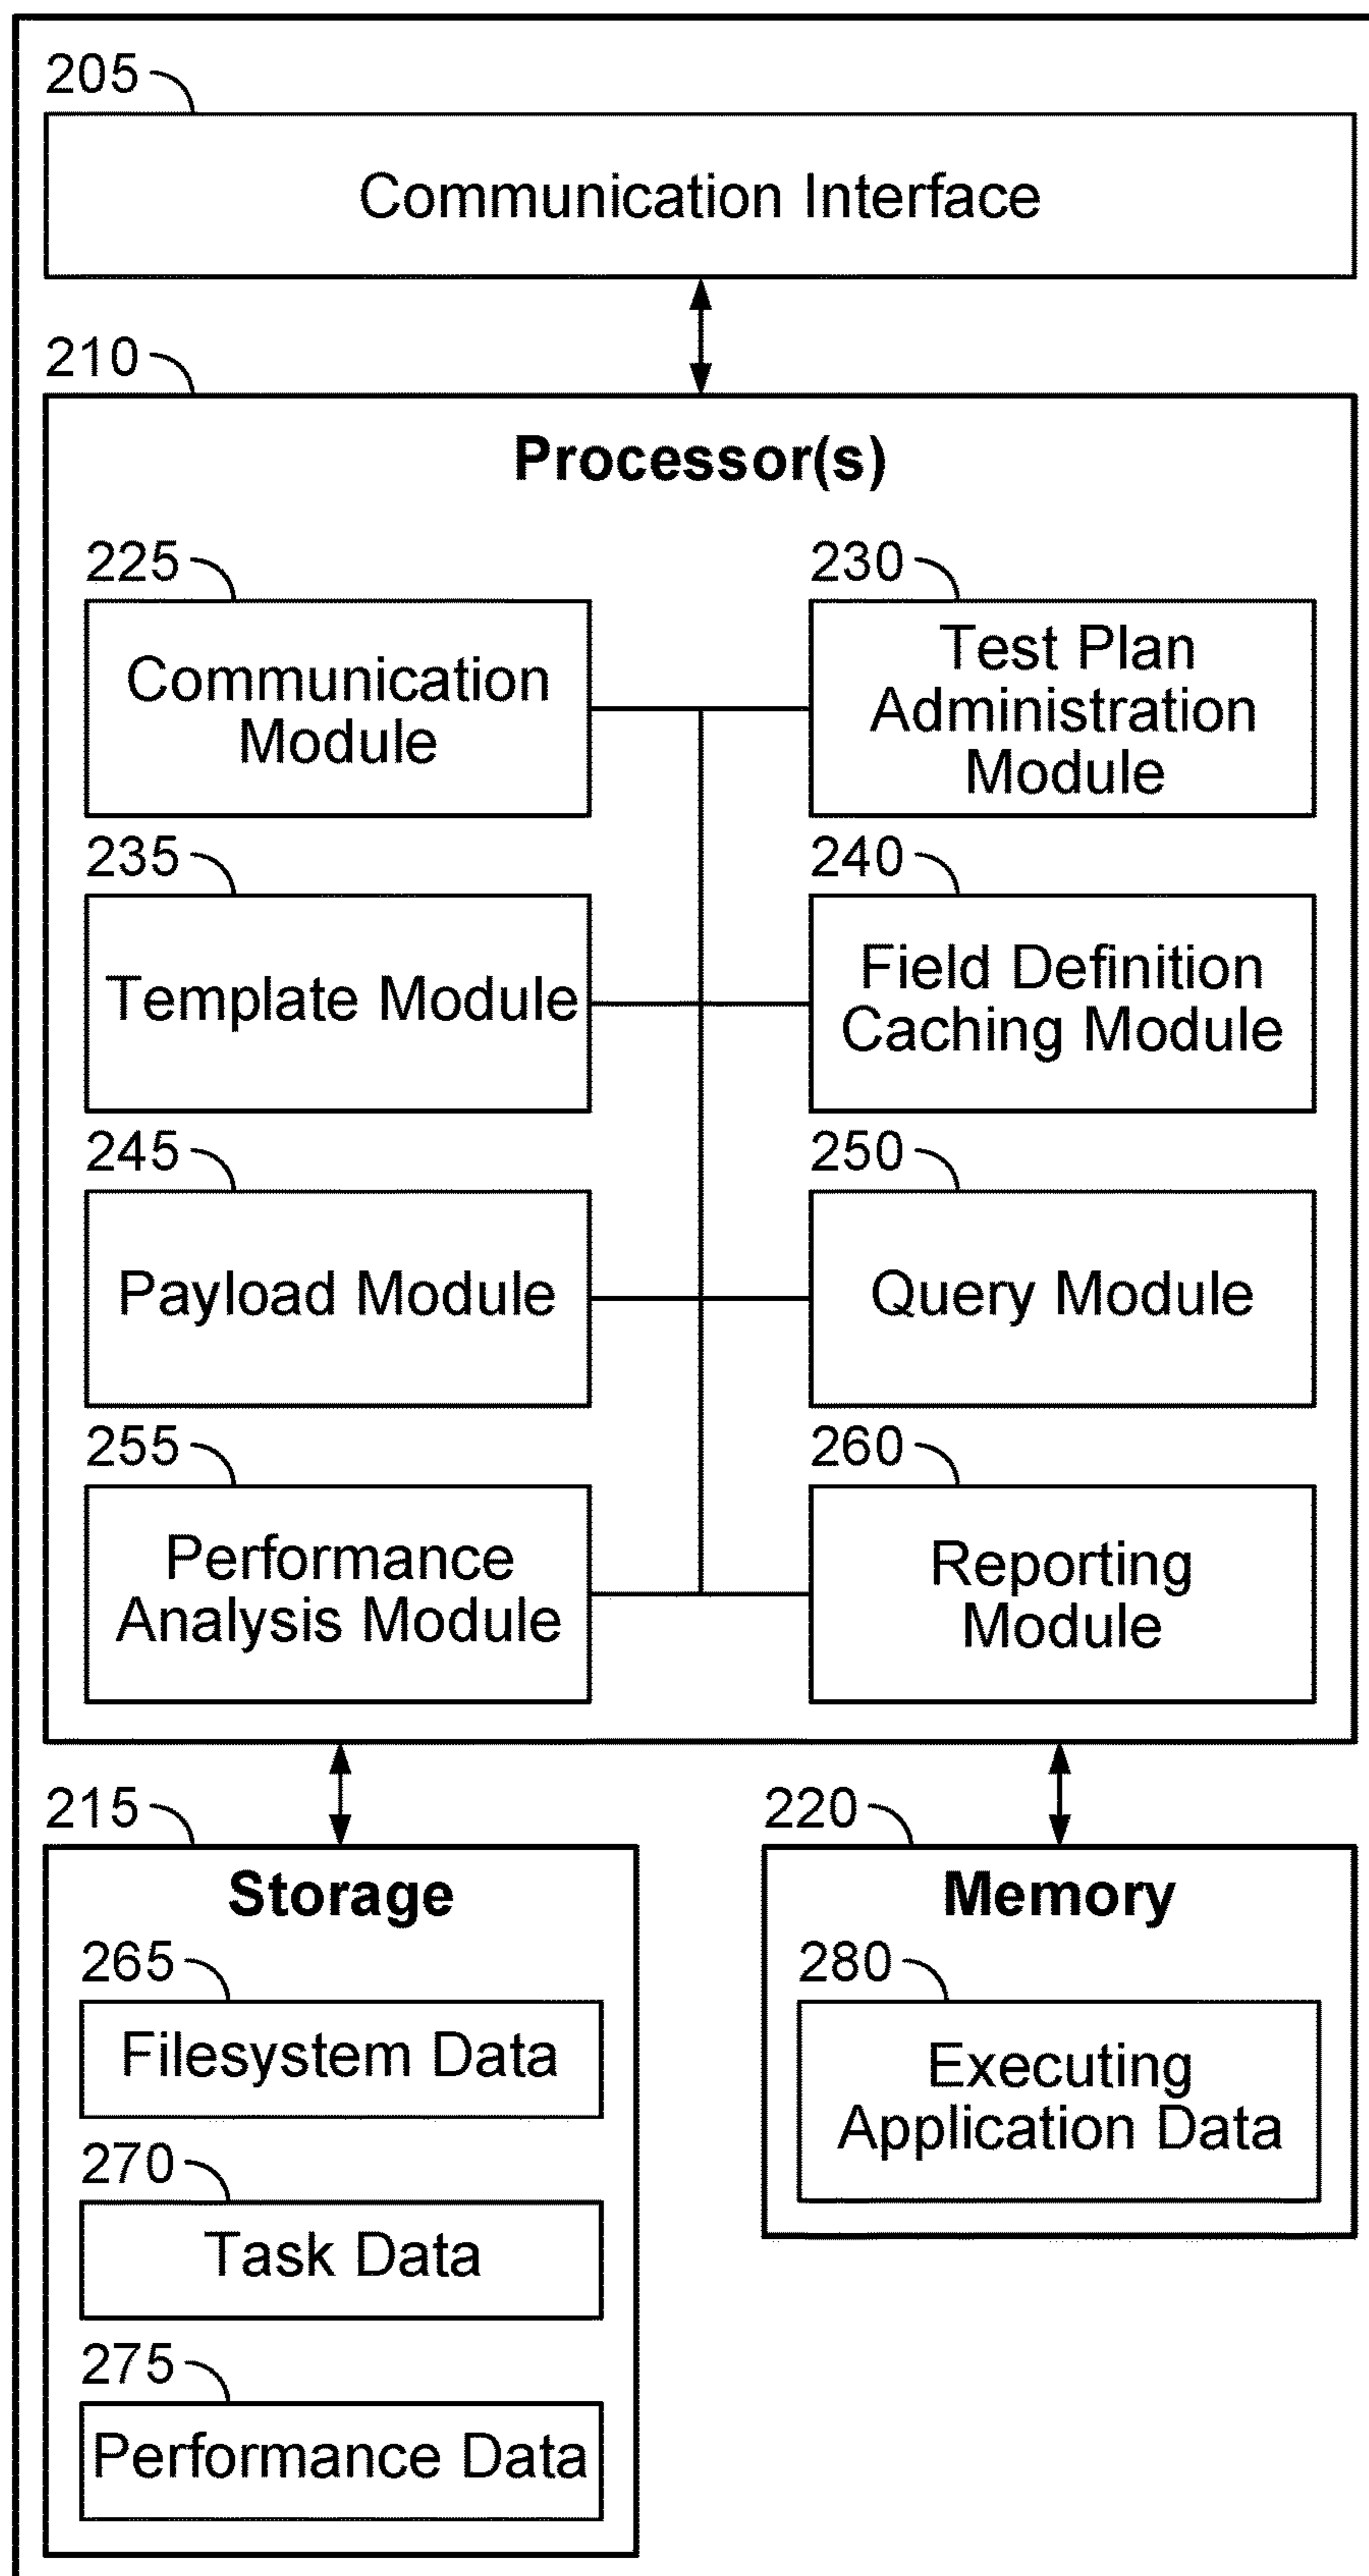 205
Communication Interface
210
Processor(s)
225
Communication
Module
230
Test Plan
Administration
Module
235
Template Module
240
Field Definition
Caching Module
245
Payload Module
250
Query Module
255
Performance
Analysis Module
260
Reporting
Module
215
Storage
265
Filesystem Data
270
Task Data
275
Performance Data
220
Memory
280
Executing
Application Data